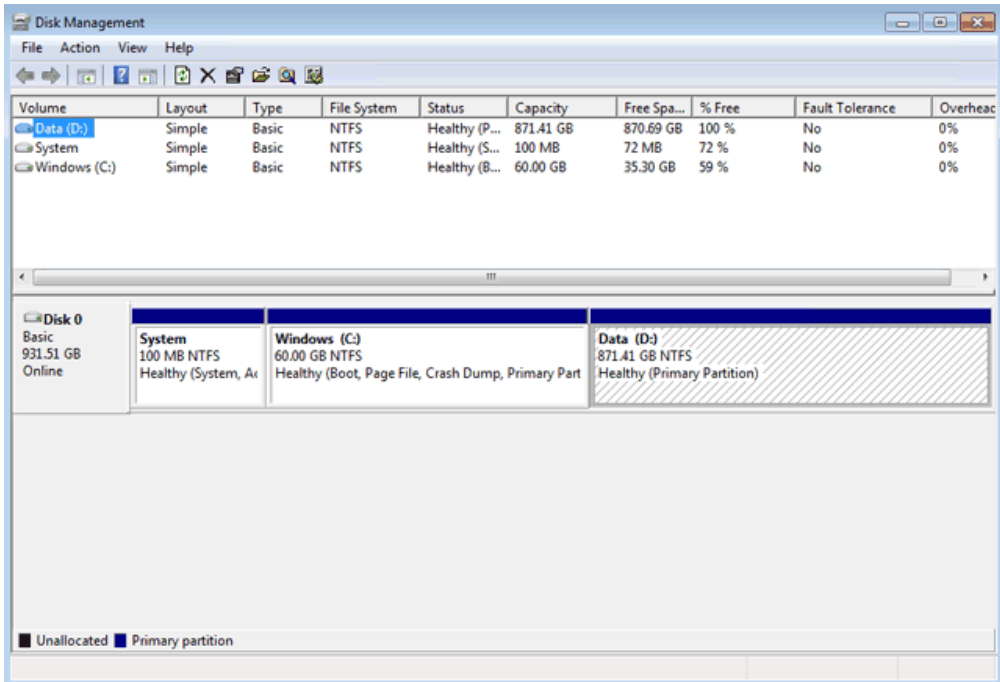 Disk Management
File Action View Help
Volume Layout Type File System Status Capacity Free Spa... % Free Fault Tolerance Overhead
Data (D:) Simple Basic NTFS Healthy (P... 871.41 GB 870.69 GB 100 % No 0%
System Simple Basic NTFS Healthy (S... 100 MB 72 MB 72 % No 0%
Windows (C:) Simple Basic NTFS Healthy (B... 60.00 GB 35.30 GB 59 % No 0%
Disk 0
Basic
931.51 GB
Online
System
100 MB NTFS
Healthy (System, Ac
Windows (C:)
60.00 GB NTFS
Healthy (Boot, Page File, Crash Dump, Primary Part
Data (D:)
871.41 GB NTFS
Healthy (Primary Partition)
Unallocated Primary partition